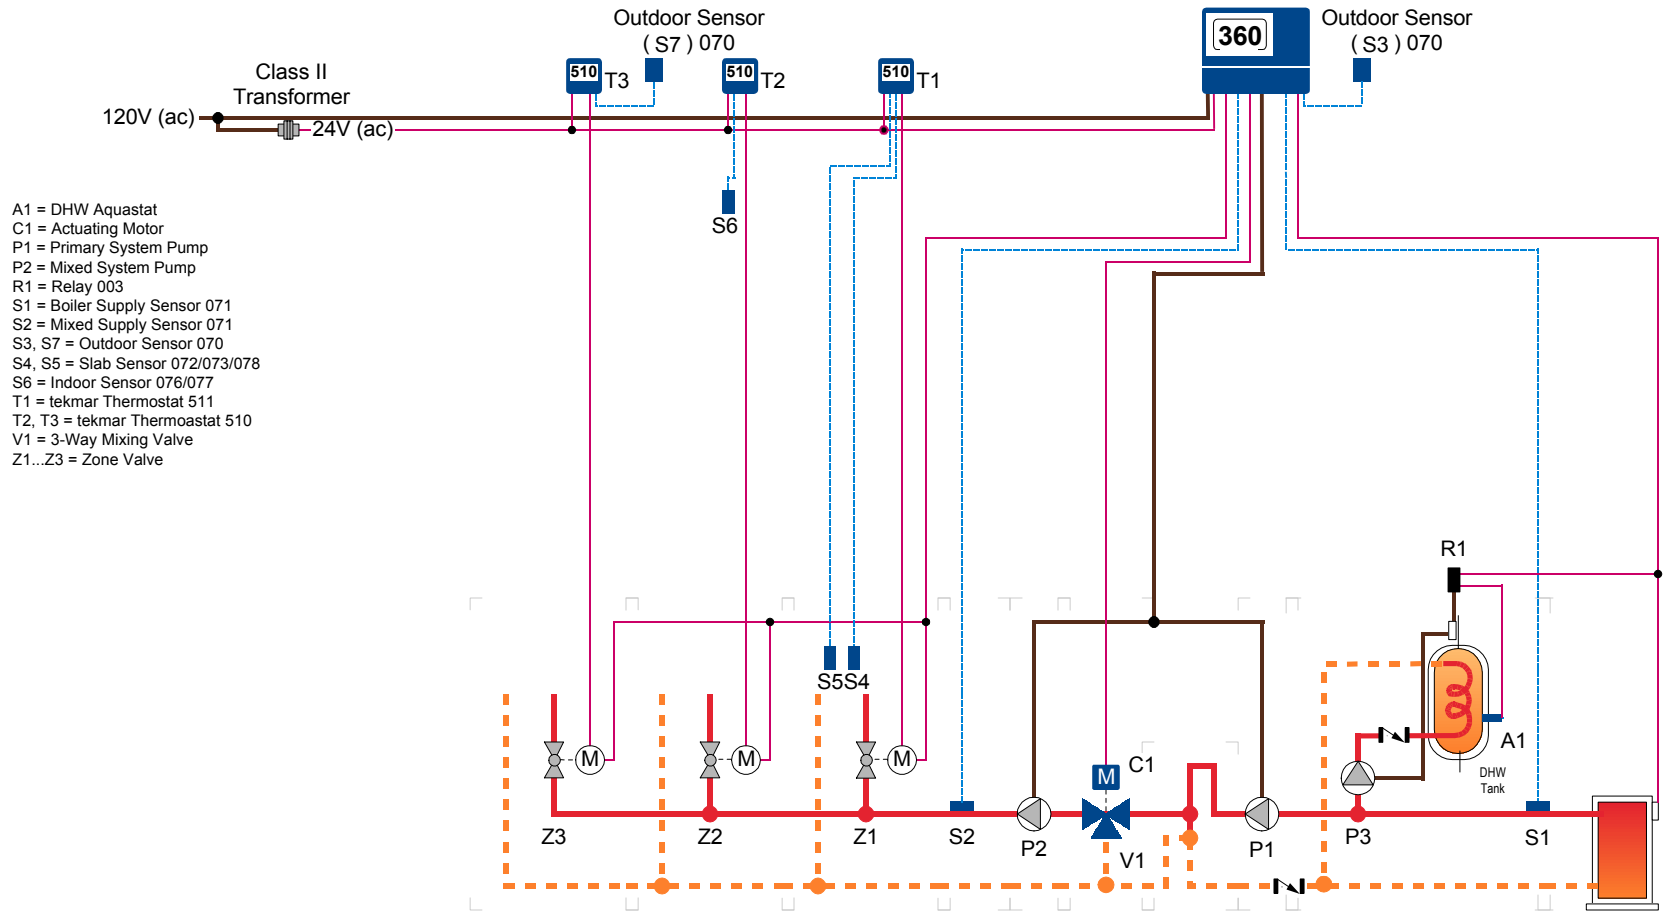 Outdoor Sensor
( S7 ) 070
360
Outdoor Sensor
( S3 ) 070
Class II
Transformer
510
T3
510
T2
510
T1
120V (ac)
24V (ac)
S6
A1 = DHW Aquastat
C1 = Actuating Motor
P1 = Primary System Pump
P2 = Mixed System Pump
R1 = Relay 003
S1 = Boiler Supply Sensor 071
S2 = Mixed Supply Sensor 071
S3, S7 = Outdoor Sensor 070
S4, S5 = Slab Sensor 072/073/078
S6 = Indoor Sensor 076/077
T1 = tekmar Thermostat 511
T2, T3 = tekmar Thermoastat 510
V1 = 3-Way Mixing Valve
Z1...Z3 = Zone Valve
R1
S5
S4
A1
M
M
M
M
C1
DHW
Tank
Z3
Z2
Z1
S2
P2
V1
P1
P3
S1